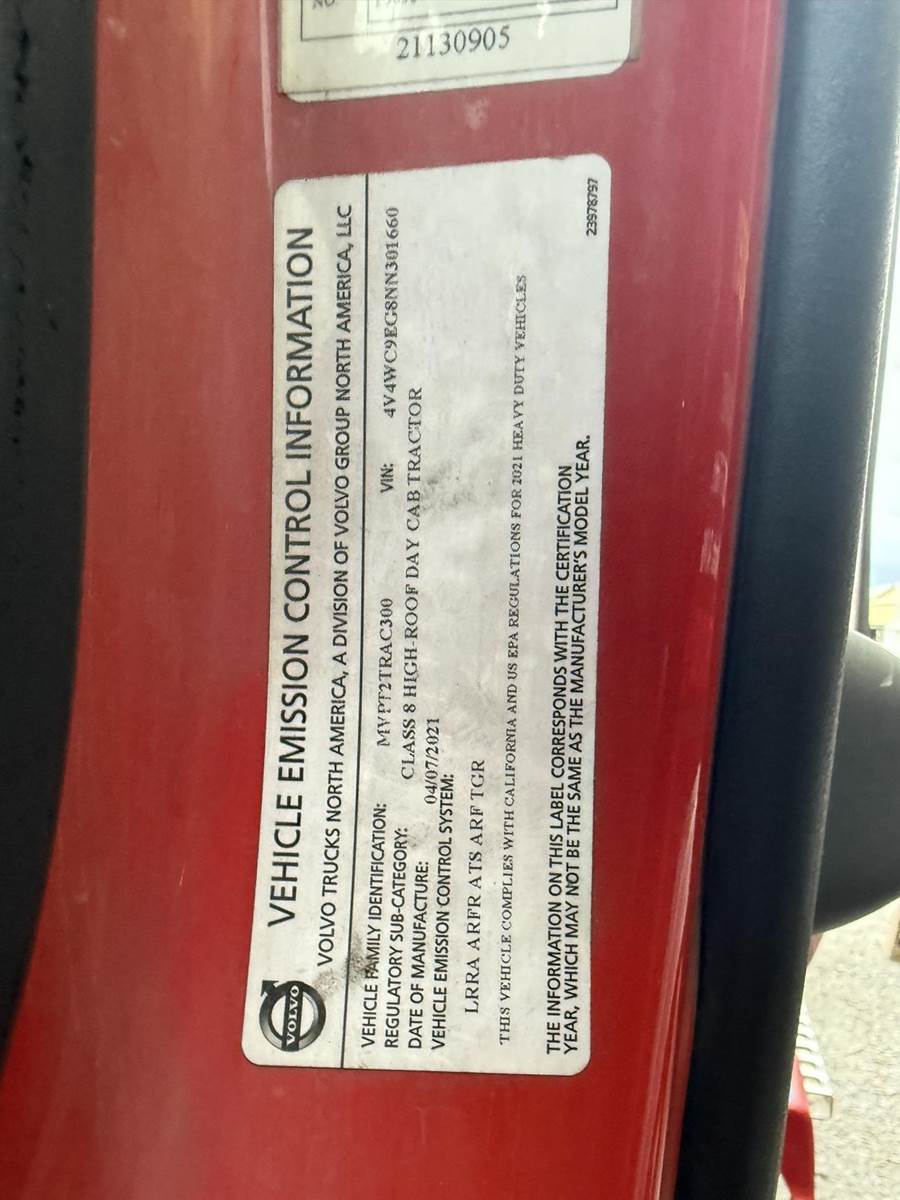 NO.
21130905
VOLVO
VEHICLE EMISSION CONTROL INFORMATION
VOLVO TRUCKS NORTH AMERICA, A DIVISION OF VOLVO GROUP NORTH AMERICA, LLC
VEHICLE FAMILY IDENTIFICATION: MVPT2TRAC300 VIN: 4V4WC9EG8NN301660
REGULATORY SUB-CATEGORY: CLASS 8 HIGH-ROOF DAY CAB TRACTOR
DATE OF MANUFACTURE: 04/07/2021
VEHICLE EMISSION CONTROL SYSTEM:
LRRA ARFR ATS ARF TGR
THIS VEHICLE COMPLIES WITH CALIFORNIA AND US EPA REGULATIONS FOR 2021 HEAVY DUTY VEHICLES
THE INFORMATION ON THIS LABEL CORRESPONDS WITH THE CERTIFICATION
YEAR, WHICH MAY NOT BE THE SAME AS THE MANUFACTURER'S MODEL YEAR.
23978797